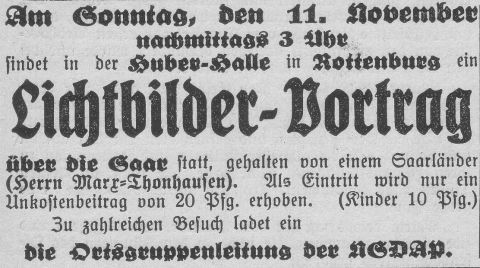 Am Sonntag, den 11. November
nachmittags 3 Uhr
findet in der Huber-Halle in Rottenburg ein
Lichtbilder-Vortrag
über die Saar statt, gehalten von einem Saarländer
(Herrn Marx-Thonhausen). Als Eintritt wird nur ein
Unkostenbeitrag von 20 Pfg. erhoben. (Kinder 10 Pfg.)
Zu zahlreichen Besuch ladet ein
die Ortsgruppenleitung der NSDAP.